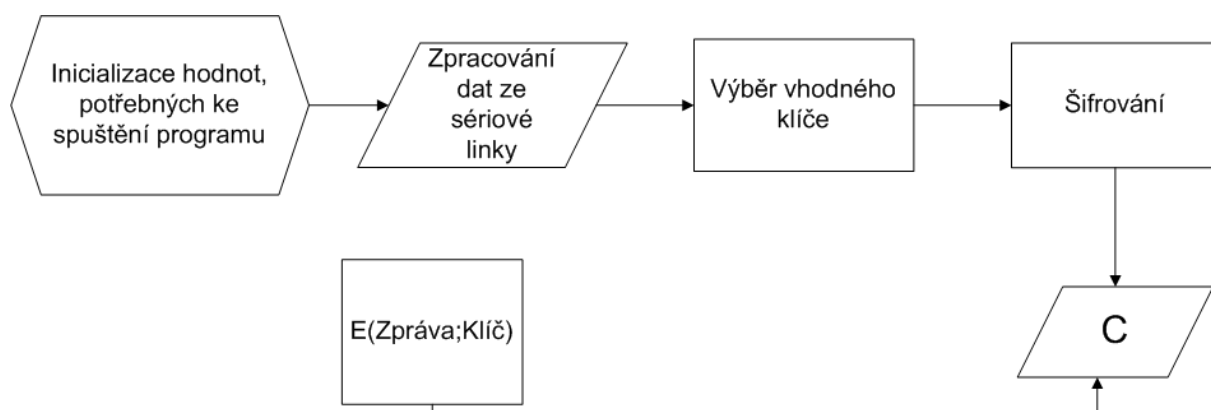 Inicializace hodnot,
potřebných ke
spuštění programu
Zpracování
dat ze
sériové
linky
Výběr vhodného
klíče
Šifrování
E(Zpráva;Klíč)
C